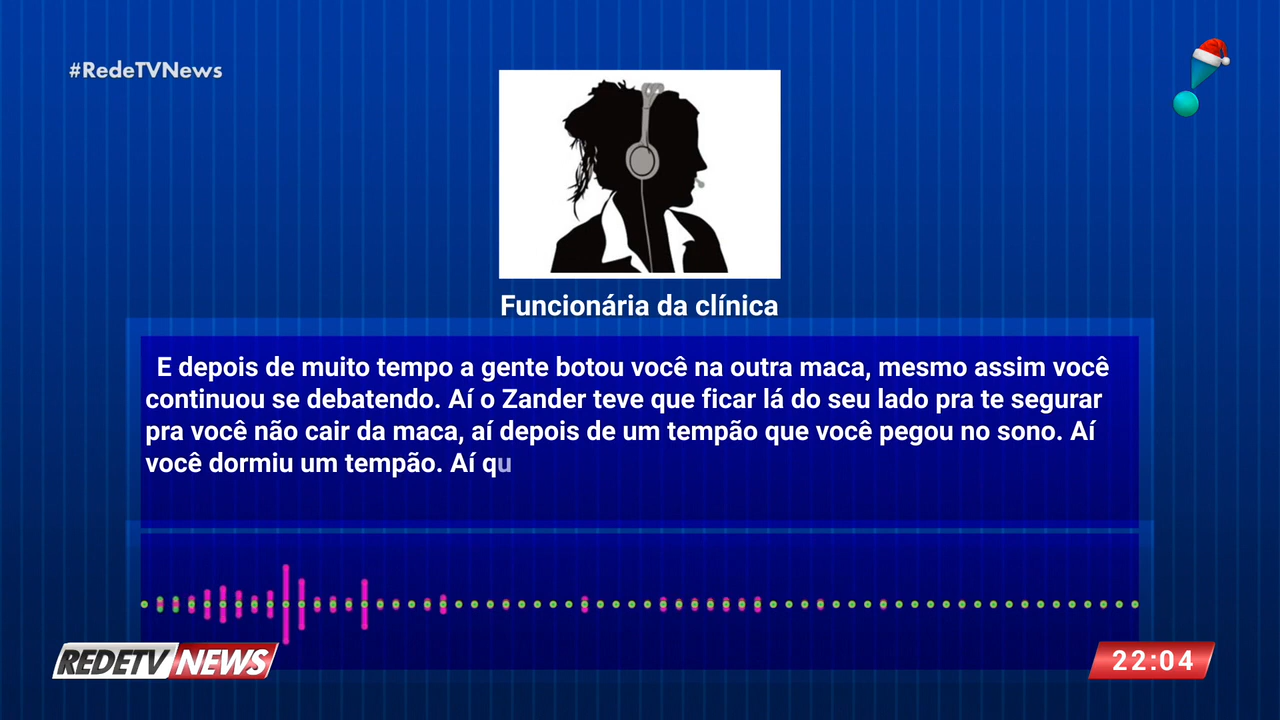 #RedeTVNews
Funcionária da clínica
E depois de muito tempo a gente botou você na outra maca, mesmo assim você
continuou se debatendo. Aí o Zander teve que ficar lá do seu lado pra te segurar
pra você não cair da maca, aí depois de um tempão que você pegou no sono. Aí
você dormiu um tempão. Aí qu
REDETV NEWS
22:04